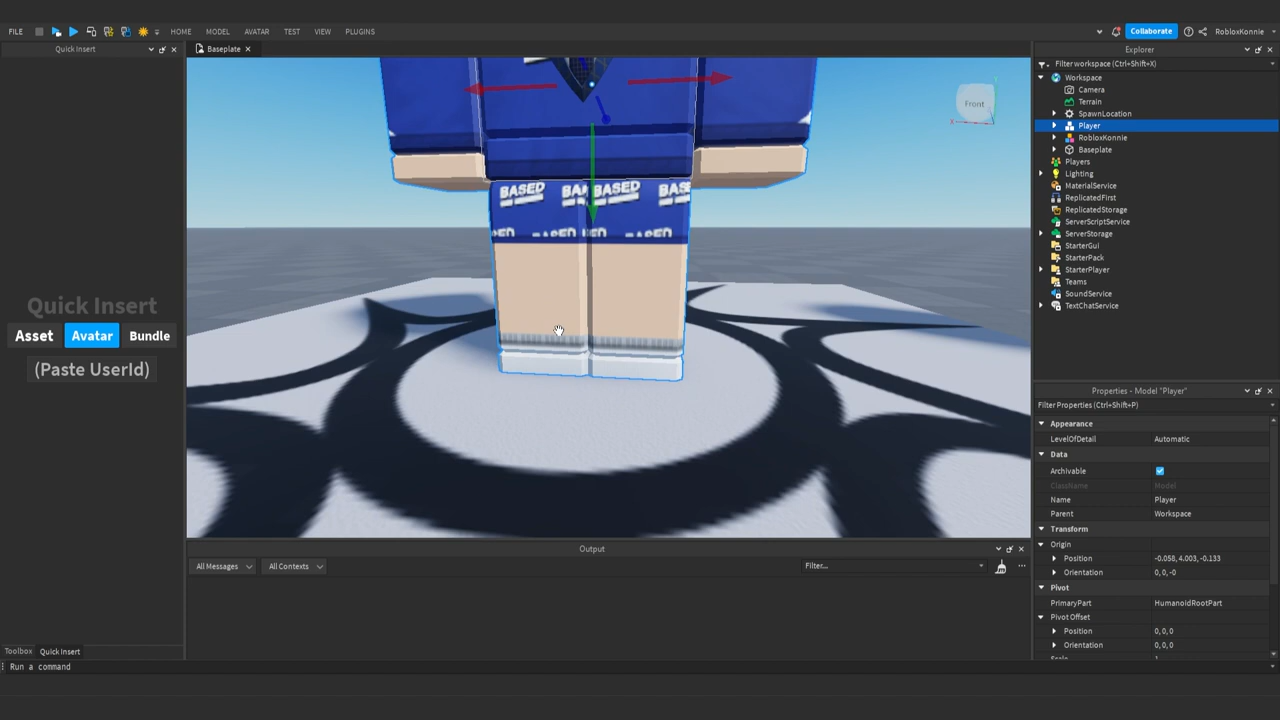 FILE
HOME
MODEL
AVATAR
TEST
VIEW
PLUGINS
Collaborate
RobloxKonnie
Quick Insert
Baseplate
Explorer
Filter workspace (Ctrl+Shift+X)
Workspace
Camera
Terrain
SpawnLocation
Player
RobloxKonnie
Baseplate
Players
Lighting
MaterialService
ReplicatedFirst
ReplicatedStorage
ServerScriptService
ServerStorage
StarterGui
StarterPack
StarterPlayer
Teams
SoundService
TextChatService
Front
BASED
BASED
Quick Insert
Asset
Avatar
Bundle
(Paste UserId)
Properties - Model "Player"
Filter Properties (Ctrl+Shift+P)
Appearance
LevelOfDetail Automatic
Data
Archivable
ClassName Model
Name Player
Parent Workspace
Transform
Origin
Position -0.058, 4.003, -0.133
Orientation 0, 0, -0
Pivot
PrimaryPart HumanoidRootPart
Pivot Offset
Position 0, 0, 0
Orientation 0, 0, 0
Output
All Messages
All Contexts
Filter...
Toolbox
Quick Insert
Run a command